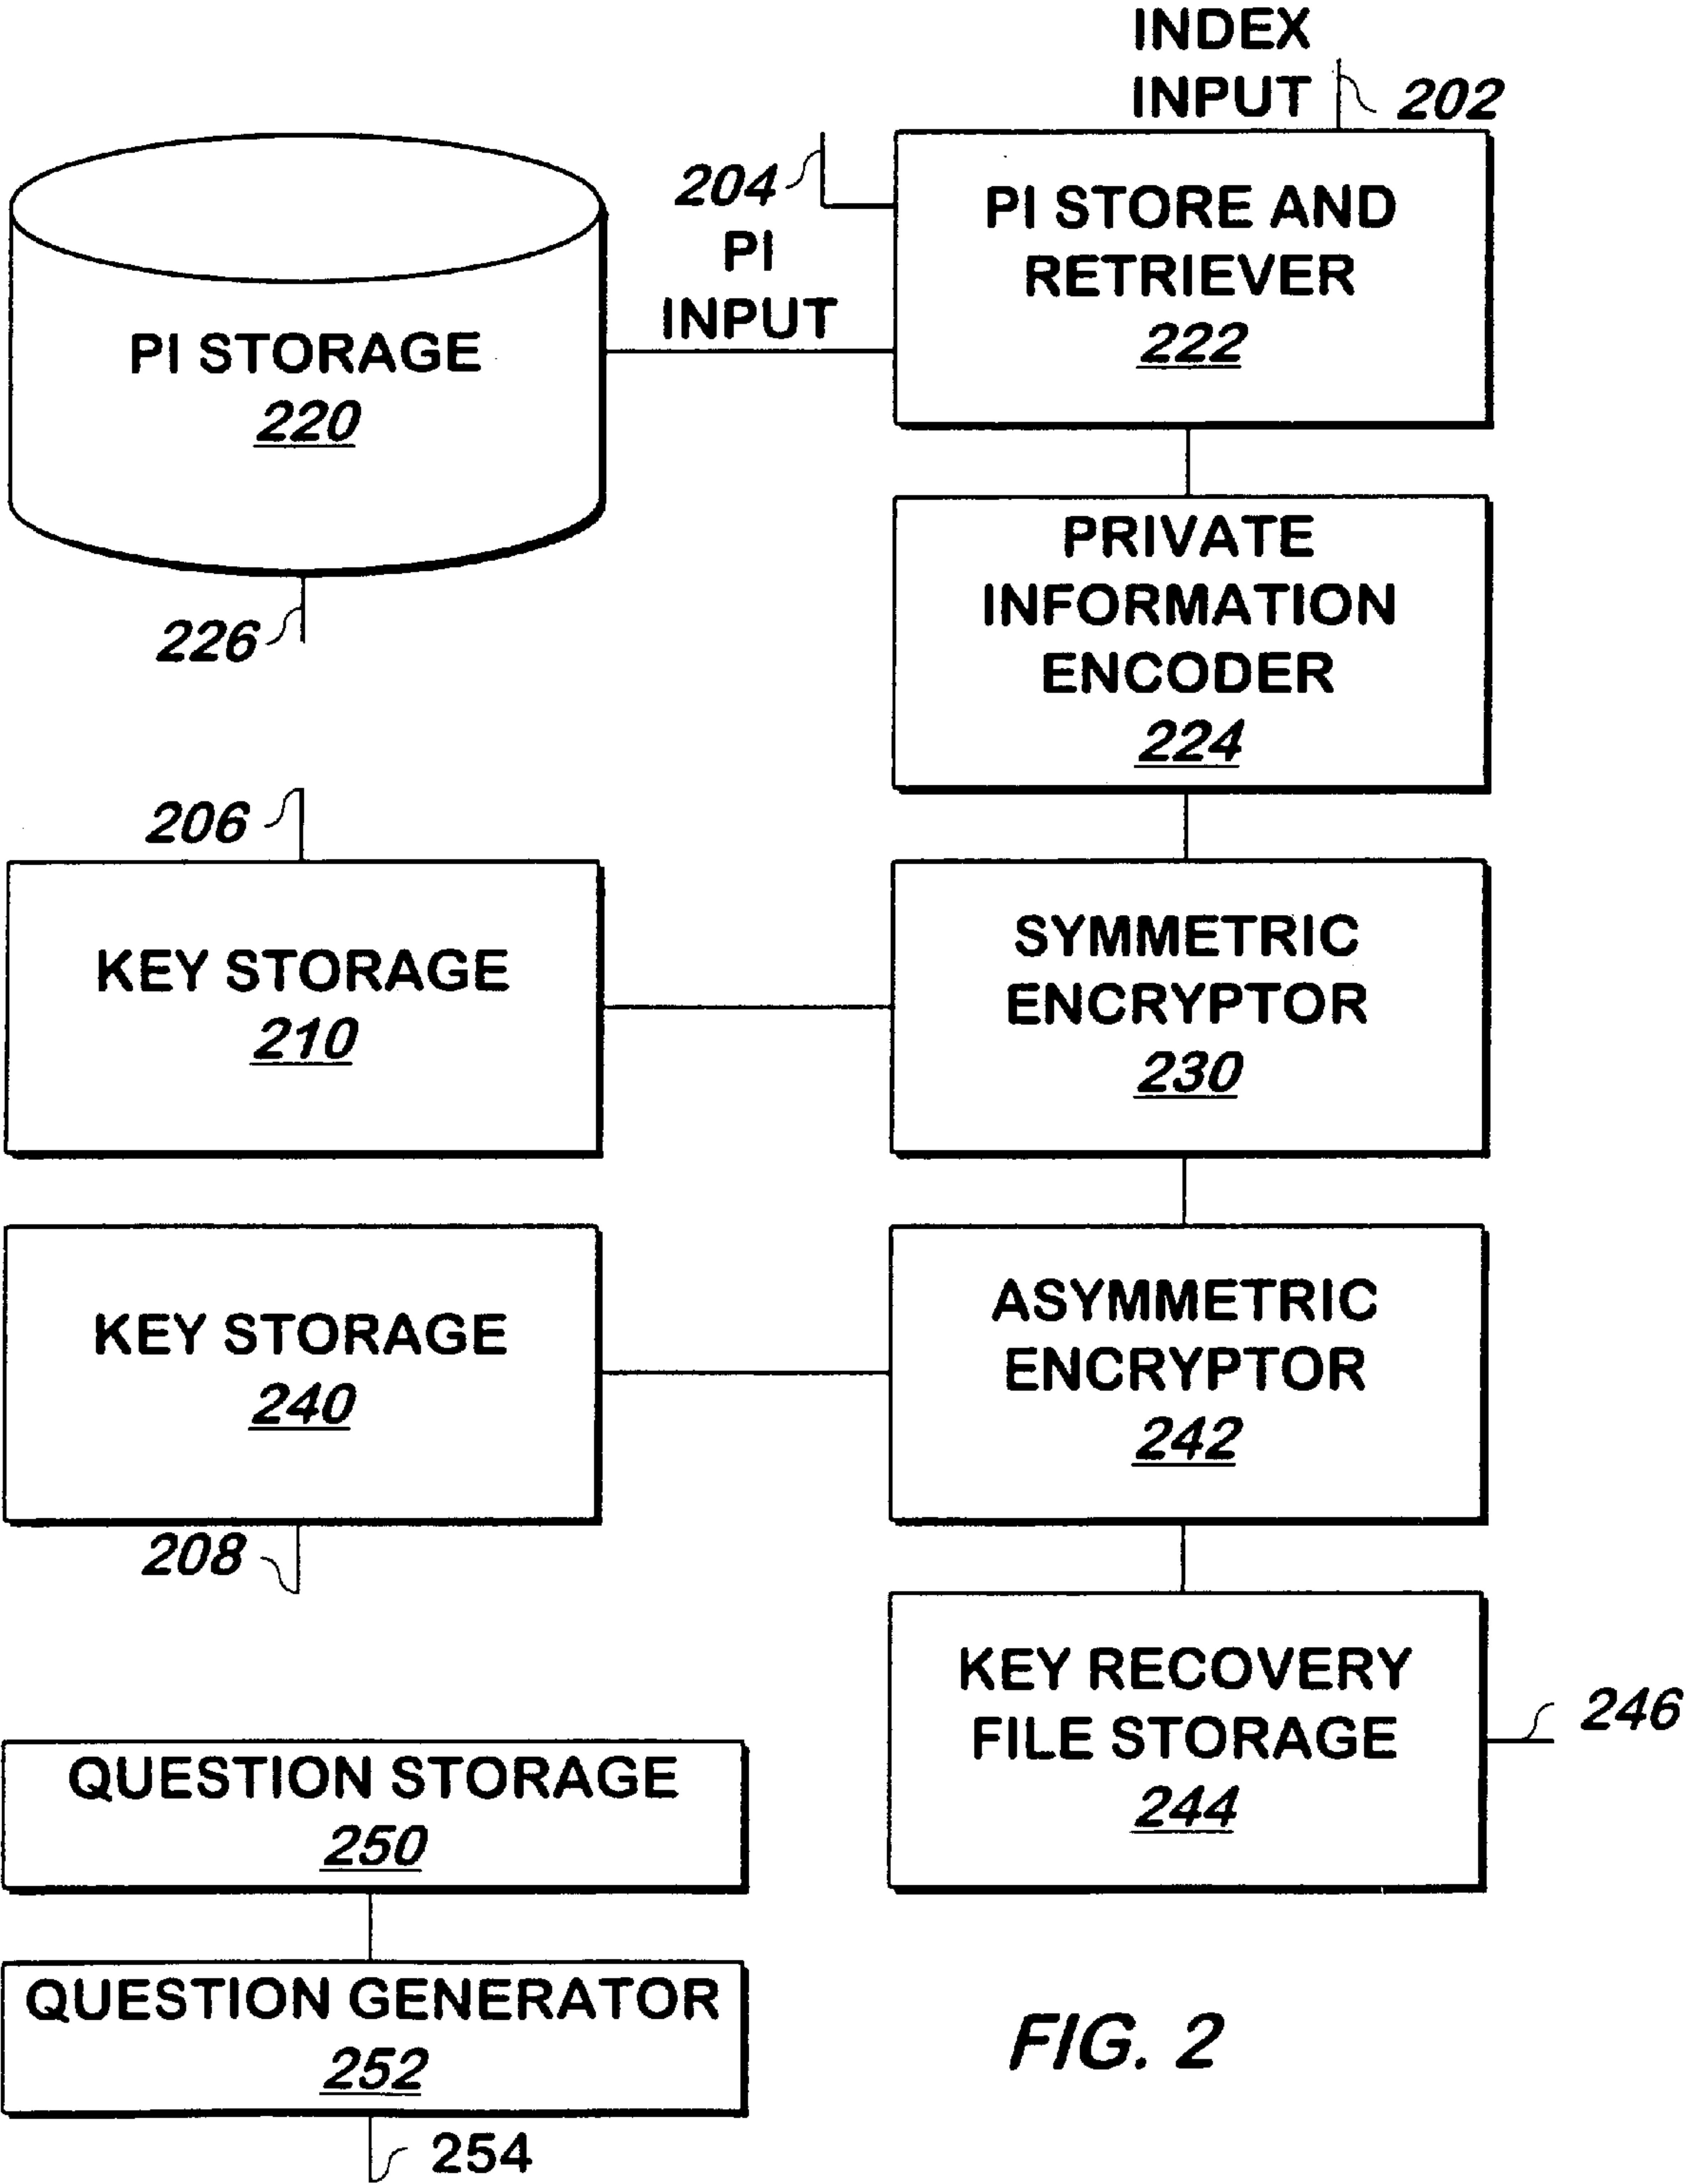 INDEX
INPUT
202
204
PI
INPUT
PI STORE AND
RETRIEVER
222
PI STORAGE
220
226
PRIVATE
INFORMATION
ENCODER
224
206
KEY STORAGE
210
SYMMETRIC
ENCRYPTOR
230
KEY STORAGE
240
208
ASYMMETRIC
ENCRYPTOR
242
KEY RECOVERY
FILE STORAGE
244
246
QUESTION STORAGE
250
QUESTION GENERATOR
252
254
FIG. 2